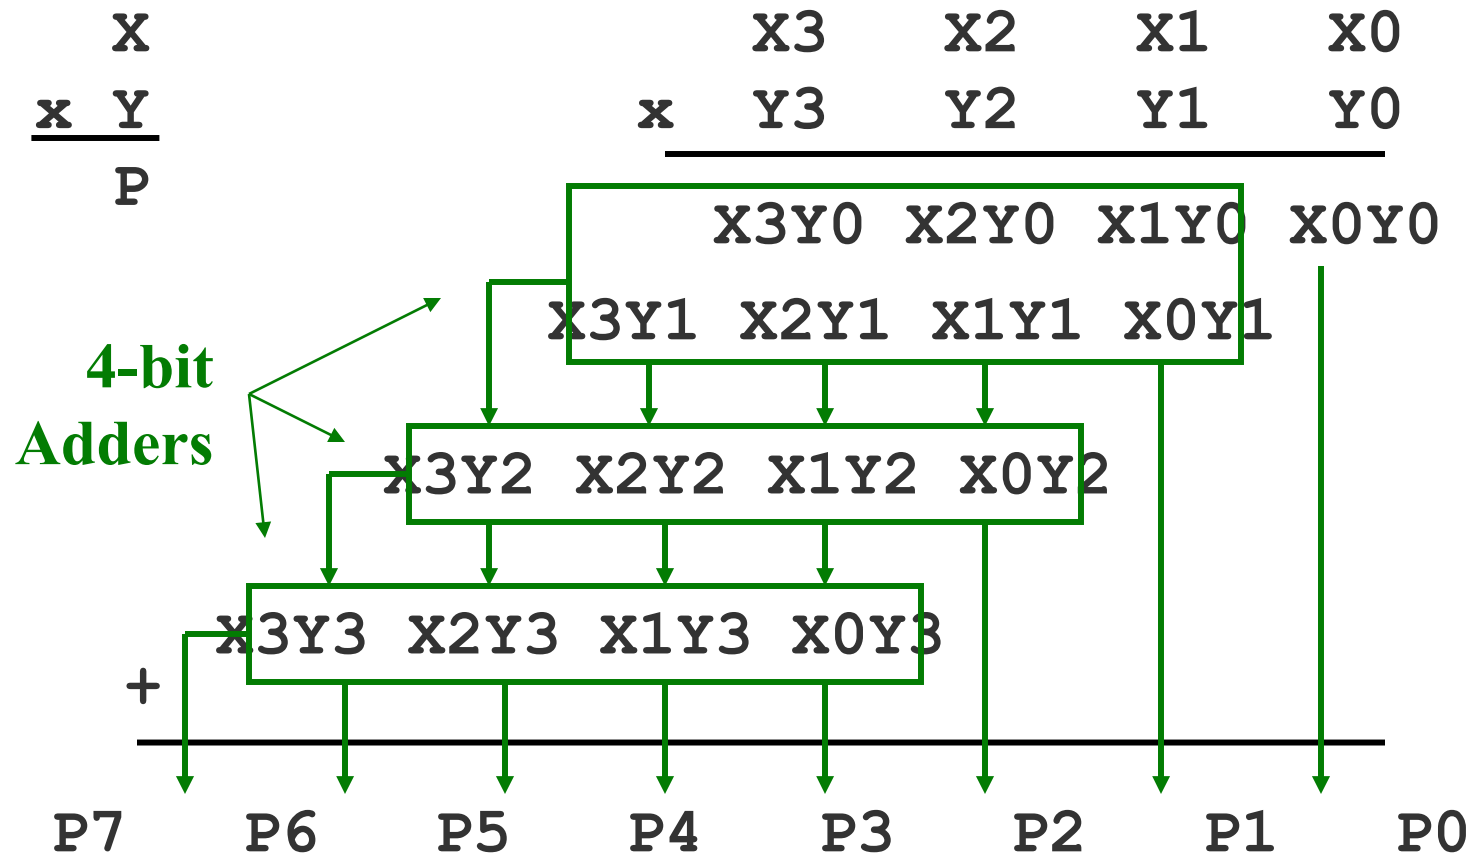 X X3 X2 X1 X0
x Y x Y3 Y2 Y1 Y0
P
X3Y0 X2Y0 X1Y0 X0Y0
X3Y1 X2Y1 X1Y1 X0Y1
4-bit
Adders
X3Y2 X2Y2 X1Y2 X0Y2
X3Y3 X2Y3 X1Y3 X0Y3
+
P7 P6 P5 P4 P3 P2 P1 P0